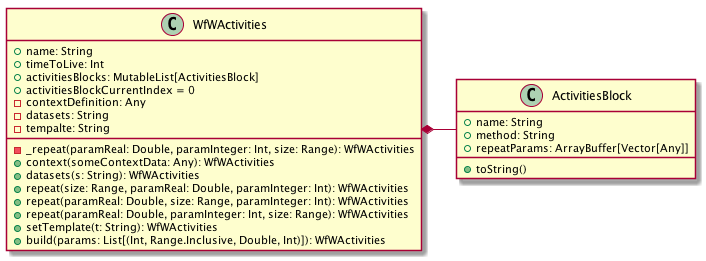 C WfWActivities
name: String
timeToLive: Int
activitiesBlocks: MutableList[ActivitiesBlock]
activitiesBlockCurrentIndex = 0
contextDefinition: Any
datasets: String
tempalte: String
_repeat(paramReal: Double, paramInteger: Int, size: Range): WfWActivities
context(someContextData: Any): WfWActivities
datasets(s: String): WfWActivities
repeat(size: Range, paramReal: Double, paramInteger: Int): WfWActivities
repeat(paramReal: Double, size: Range, paramInteger: Int): WfWActivities
repeat(paramReal: Double, paramInteger: Int, size: Range): WfWActivities
setTemplate(t: String): WfWActivities
build(params: List[(Int, Range.Inclusive, Double, Int)]): WfWActivities
C ActivitiesBlock
name: String
method: String
repeatParams: ArrayBuffer[Vector[Any]]
toString()